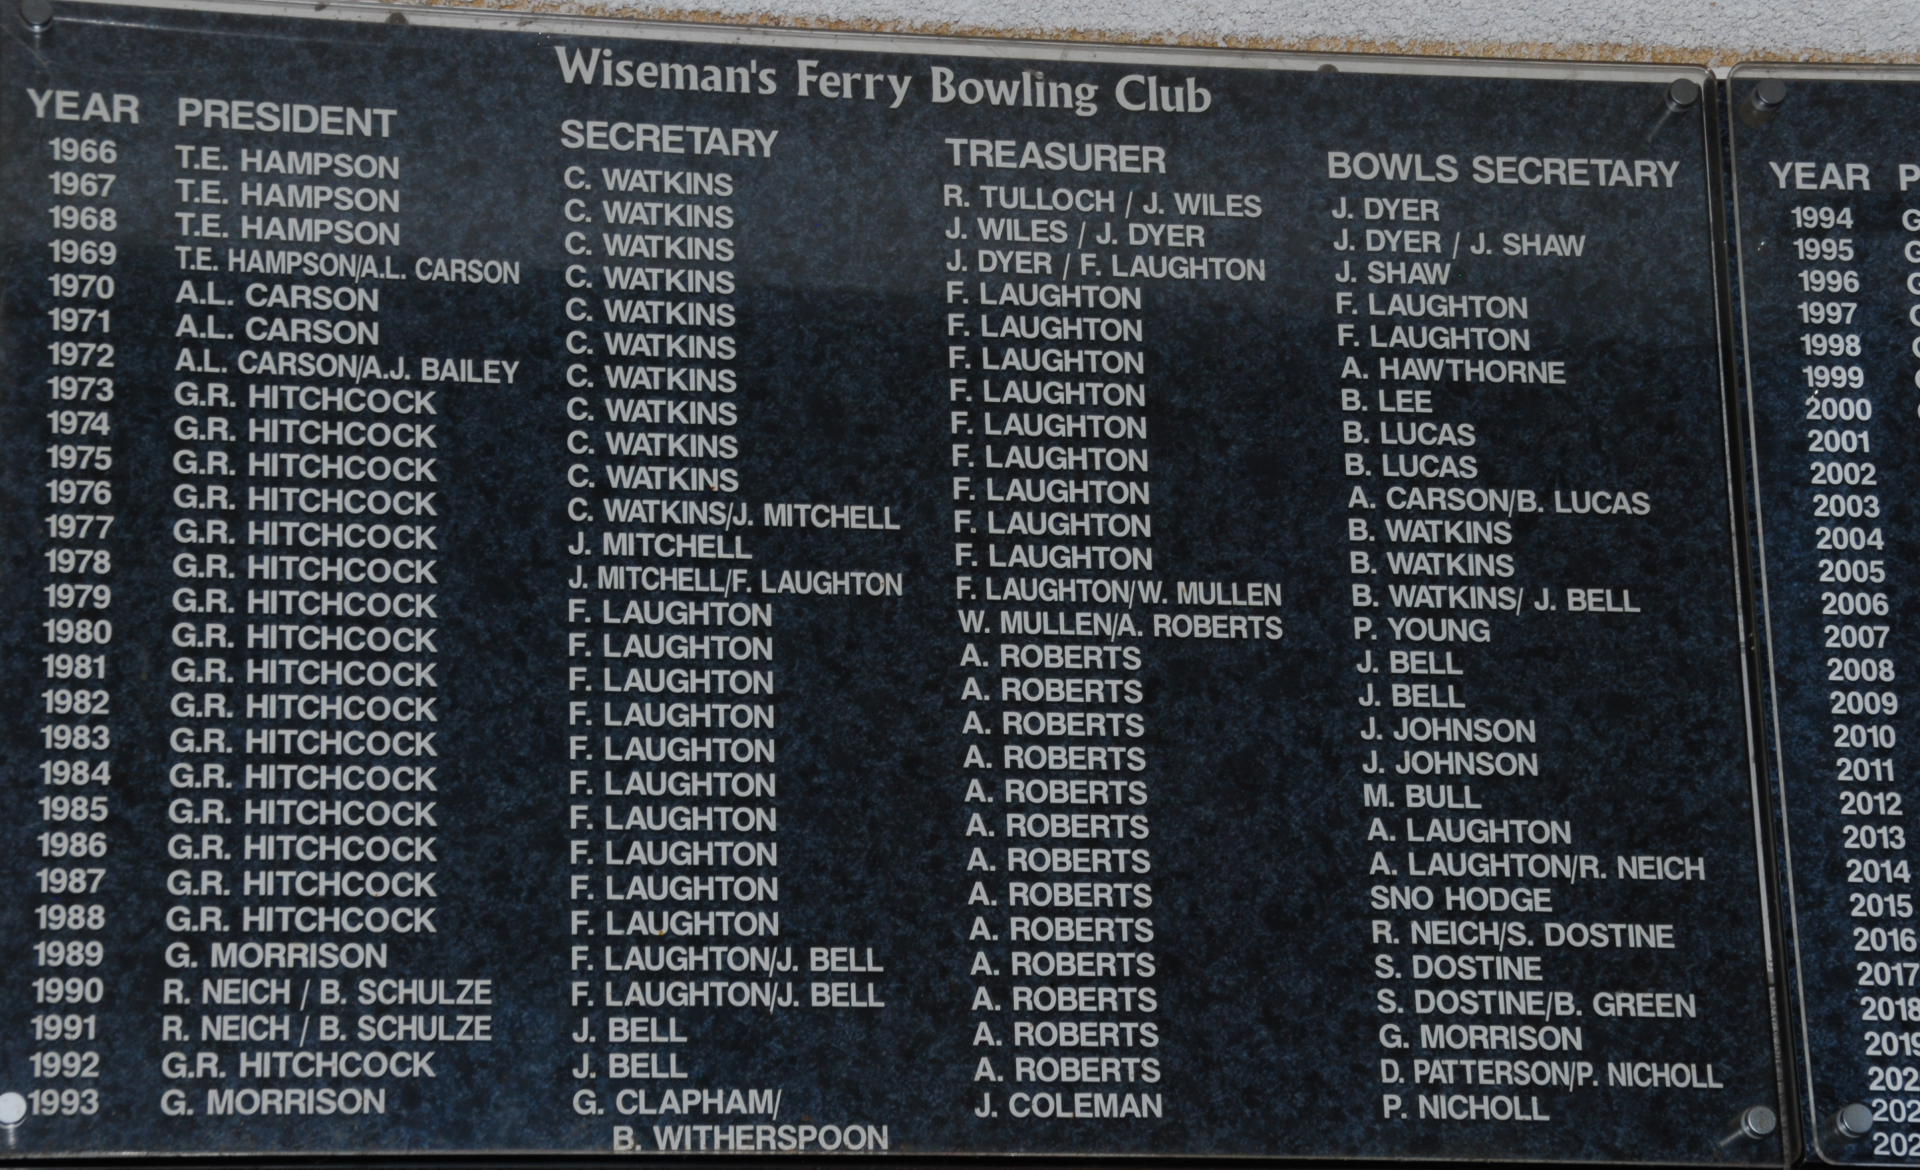 Wiseman's Ferry Bowling Club
YEAR PRESIDENT SECRETARY TREASURER BOWLS SECRETARY
1966 T.E. HAMPSON C. WATKINS R. TULLOCH / J. WILES J. DYER
1967 T.E. HAMPSON C. WATKINS J. WILES / J. DYER J. DYER / J. SHAW
1968 T.E. HAMPSON C. WATKINS J. DYER / F. LAUGHTON J. SHAW
1969 T.E. HAMPSON/A.L. CARSON C. WATKINS F. LAUGHTON F. LAUGHTON
1970 A.L. CARSON C. WATKINS F. LAUGHTON F. LAUGHTON
1971 A.L. CARSON C. WATKINS F. LAUGHTON A. HAWTHORNE
1972 A.L. CARSON/A.J. BAILEY C. WATKINS F. LAUGHTON B. LEE
1973 G.R. HITCHCOCK C. WATKINS F. LAUGHTON B. LUCAS
1974 G.R. HITCHCOCK C. WATKINS F. LAUGHTON B. LUCAS
1975 G.R. HITCHCOCK C. WATKINS F. LAUGHTON A. CARSON/B. LUCAS
1976 G.R. HITCHCOCK C. WATKINS/J. MITCHELL F. LAUGHTON B. WATKINS
1977 G.R. HITCHCOCK J. MITCHELL F. LAUGHTON B. WATKINS
1978 G.R. HITCHCOCK J. MITCHELL/F. LAUGHTON F. LAUGHTON/W. MULLEN B. WATKINS/ J. BELL
1979 G.R. HITCHCOCK F. LAUGHTON W. MULLEN/A. ROBERTS P. YOUNG
1980 G.R. HITCHCOCK F. LAUGHTON A. ROBERTS J. BELL
1981 G.R. HITCHCOCK F. LAUGHTON A. ROBERTS J. BELL
1982 G.R. HITCHCOCK F. LAUGHTON A. ROBERTS J. JOHNSON
1983 G.R. HITCHCOCK F. LAUGHTON A. ROBERTS J. JOHNSON
1984 G.R. HITCHCOCK F. LAUGHTON A. ROBERTS M. BULL
1985 G.R. HITCHCOCK F. LAUGHTON A. ROBERTS A. LAUGHTON
1986 G.R. HITCHCOCK F. LAUGHTON A. ROBERTS A. LAUGHTON/R. NEICH
1987 G.R. HITCHCOCK F. LAUGHTON A. ROBERTS SNO HODGE
1988 G.R. HITCHCOCK F. LAUGHTON A. ROBERTS R. NEICH/S. DOSTINE
1989 G. MORRISON F. LAUGHTON/J. BELL A. ROBERTS S. DOSTINE
1990 R. NEICH / B. SCHULZE F. LAUGHTON/J. BELL A. ROBERTS S. DOSTINE/B. GREEN
1991 R. NEICH / B. SCHULZE J. BELL A. ROBERTS G. MORRISON
1992 G.R. HITCHCOCK J. BELL A. ROBERTS D. PATTERSON/P. NICHOLL
1993 G. MORRISON G. CLAPHAM/ J. COLEMAN P. NICHOLL
B. WITHERSPOON
YEAR
1994
1995
1996
1997
1998
1999
2000
2001
2002
2003
2004
2005
2006
2007
2008
2009
2010
2011
2012
2013
2014
2015
2016
2017
2018
2019